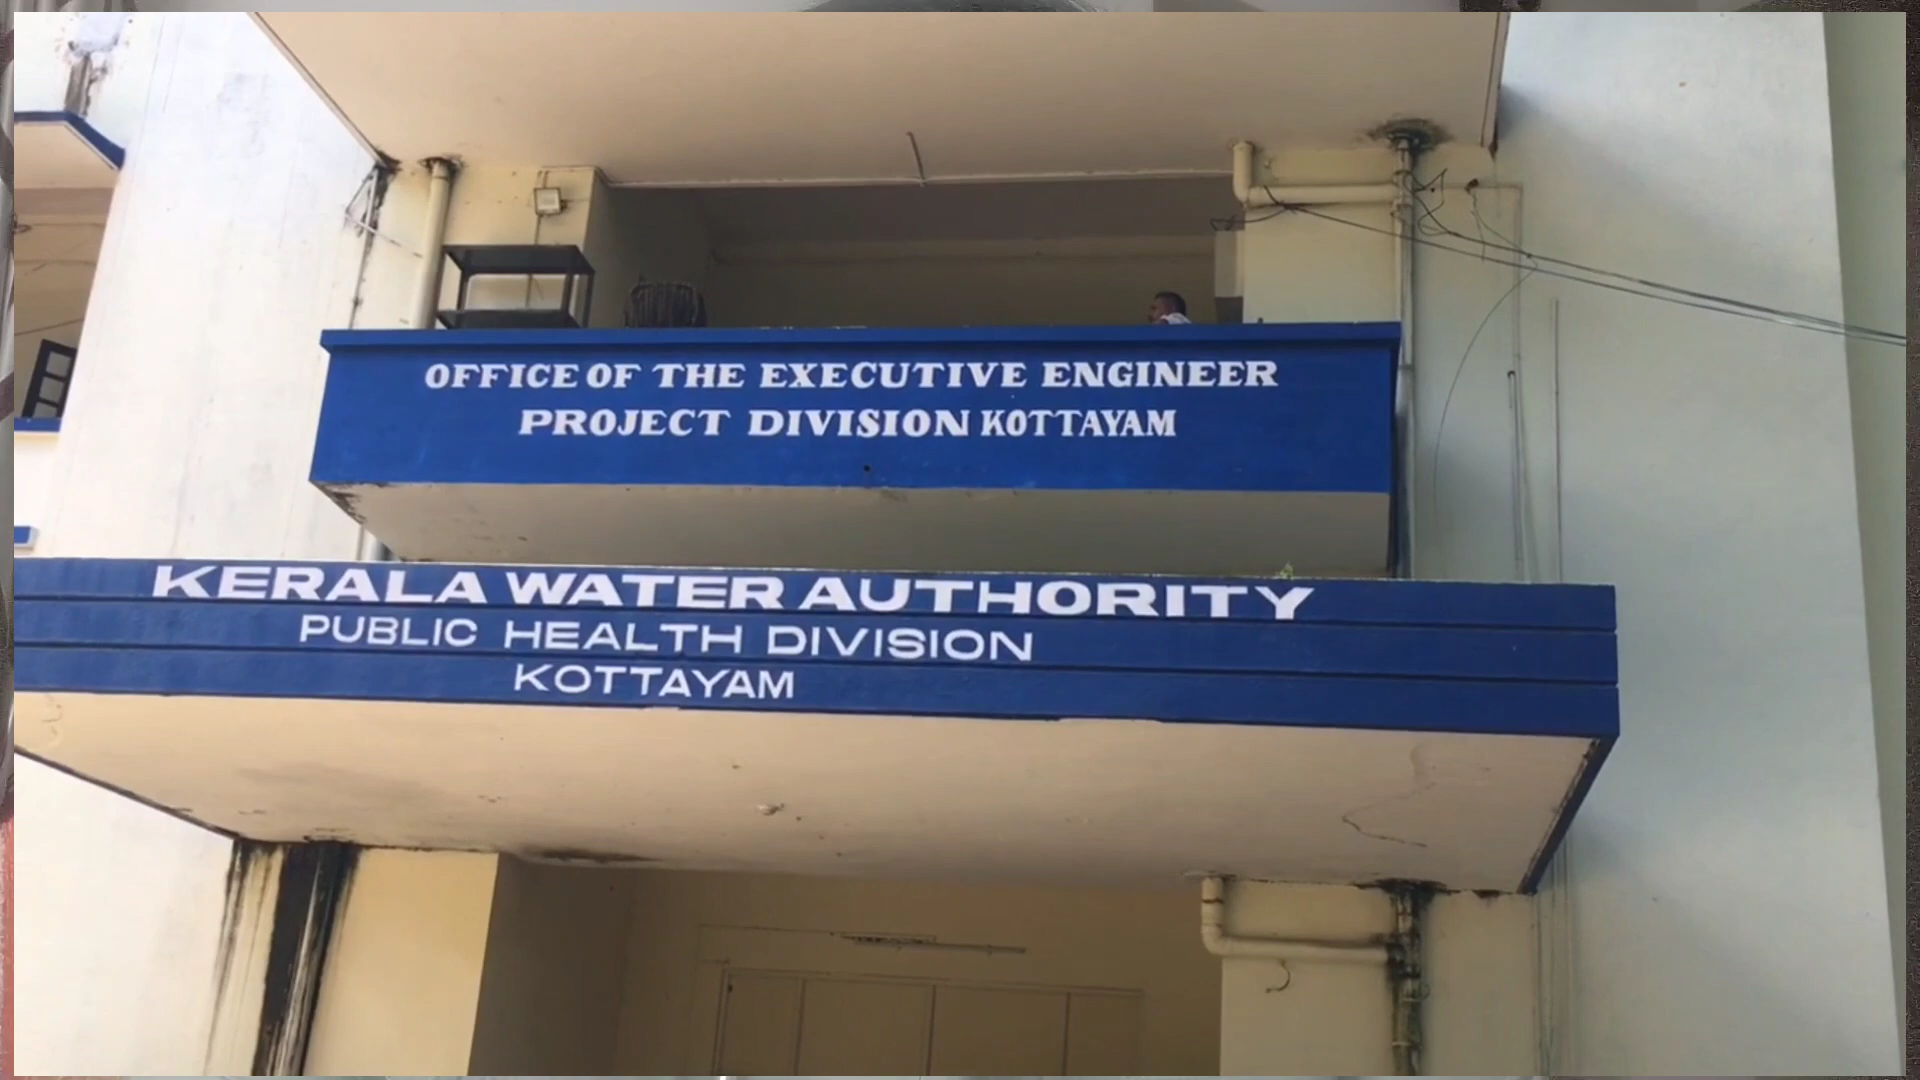 OFFICE OF THE EXECUTIVE ENGINEER
PROJECT DIVISION KOTTAYAM
KERALA WATER AUTHORITY
PUBLIC HEALTH DIVISION
KOTTAYAM